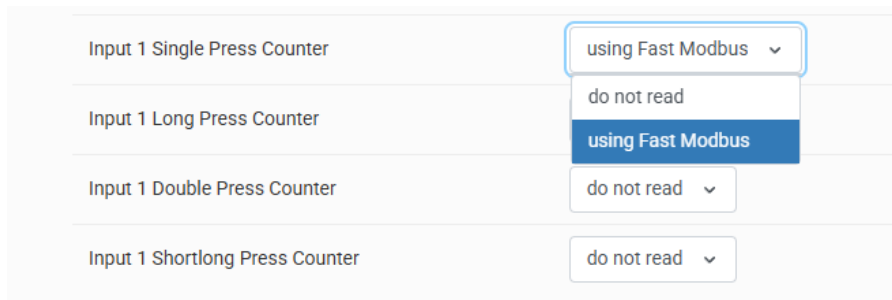 Input 1 Single Press Counter
using Fast Modbus
do not read
Input 1 Long Press Counter
using Fast Modbus
Input 1 Double Press Counter
do not read
Input 1 Shortlong Press Counter
do not read